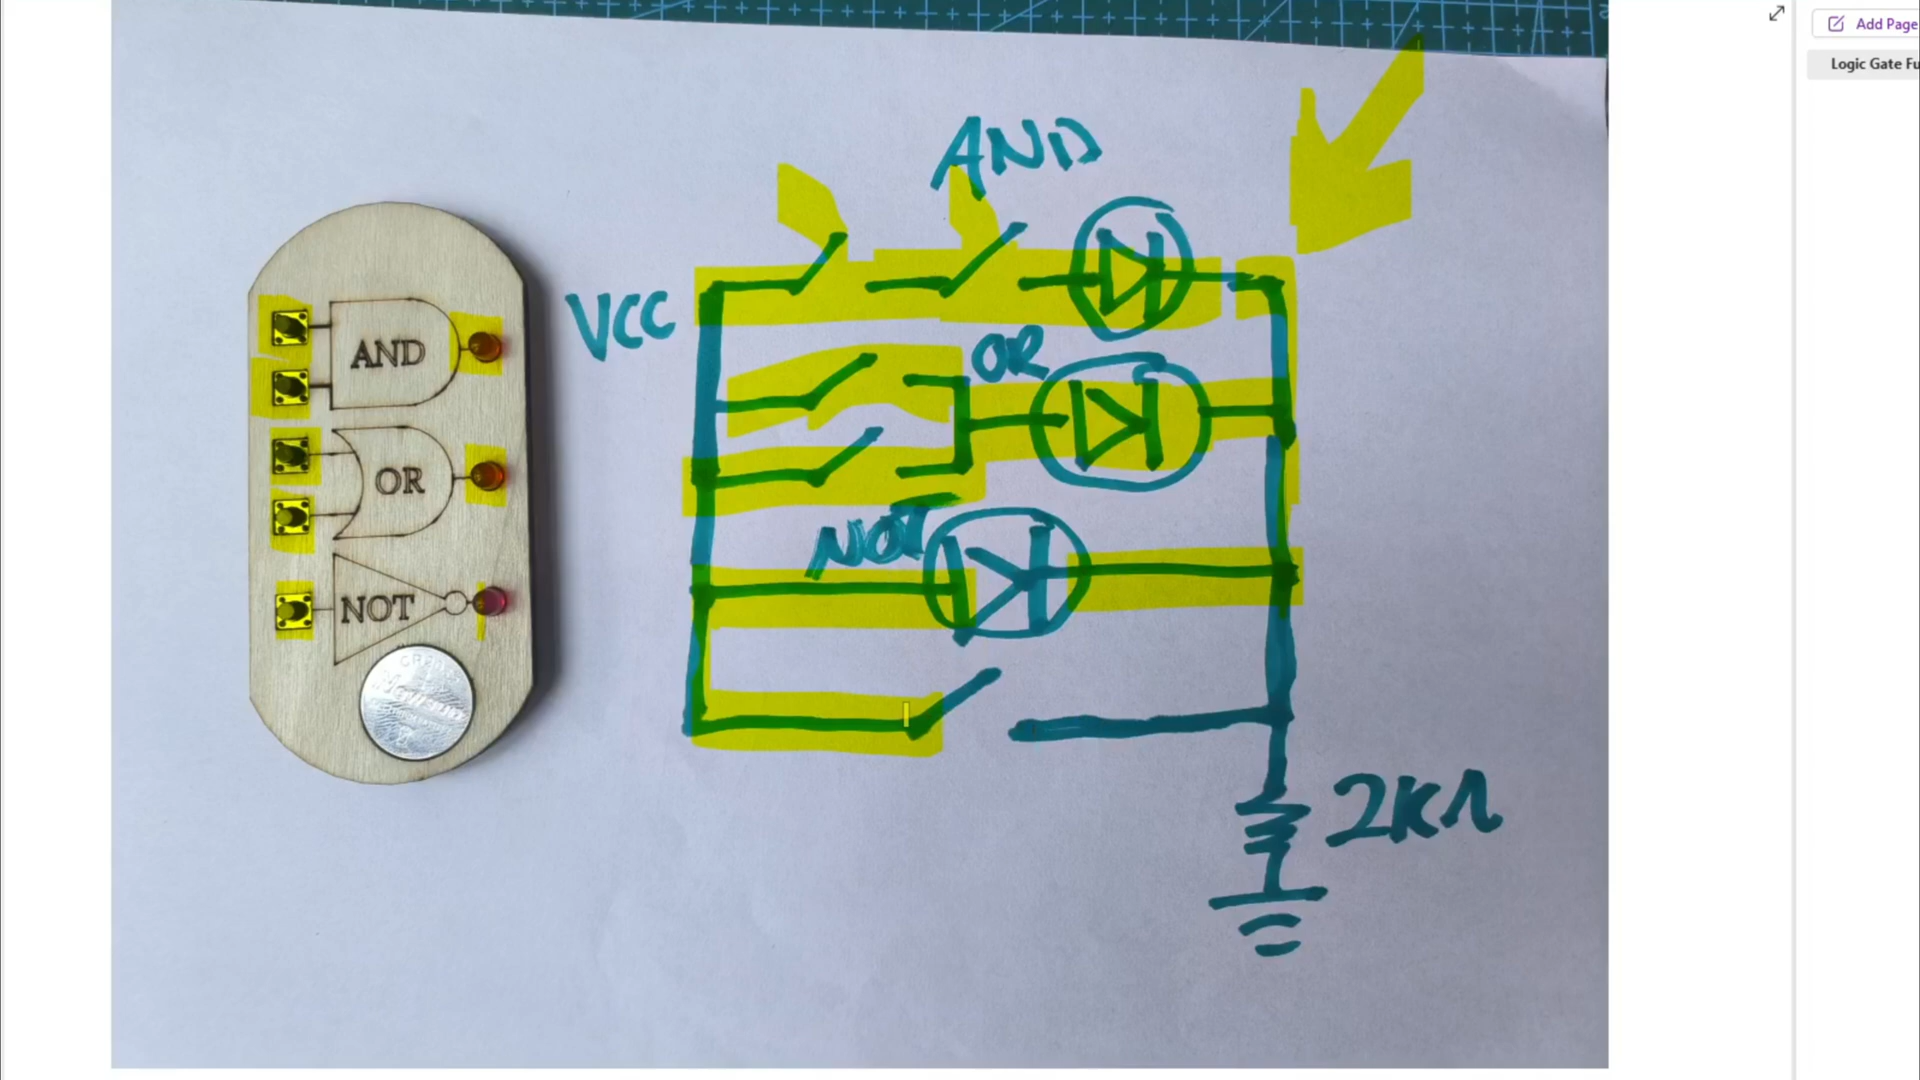 Add Page
Logic Gate Fu
AND
VCC
AND
OR
OR
NOT
NOT
2KΩ